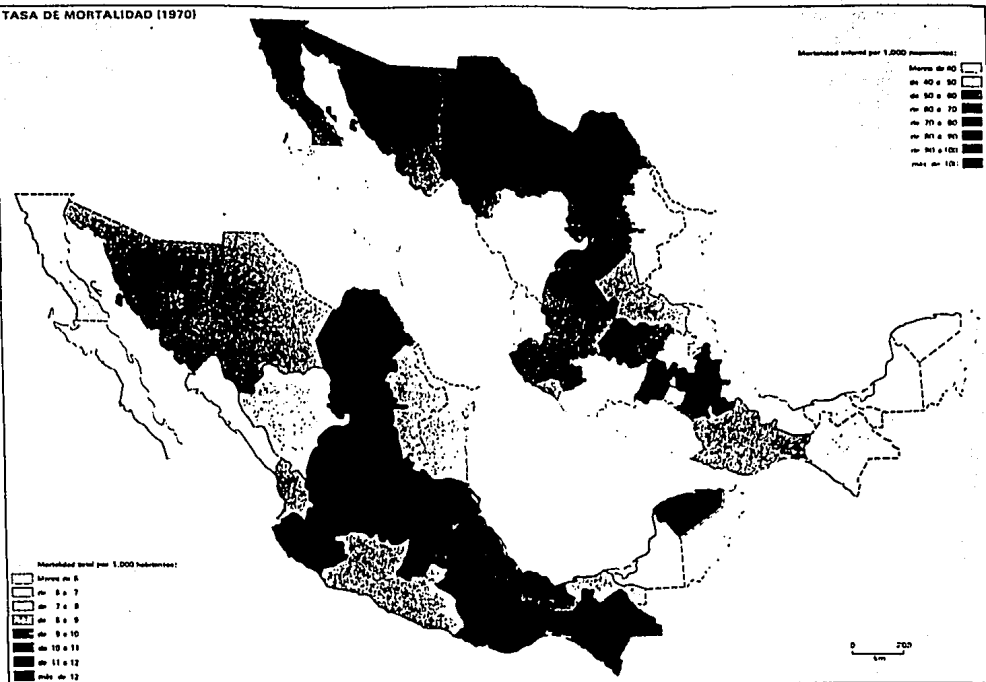 TASA DE MORTALIDAD (1970)
Mortalidad infantil por 1,000 nacimientos:
Menos de 40
de 40 a 50
de 50 a 60
de 60 a 70
de 70 a 80
de 80 a 90
de 90 a 100
más de 100
Mortalidad total por 1,000 habitantes:
Menos de 6
de 6 a 7
de 7 a 8
de 8 a 9
de 9 a 10
de 10 a 11
de 11 a 12
más de 12
0 200
km